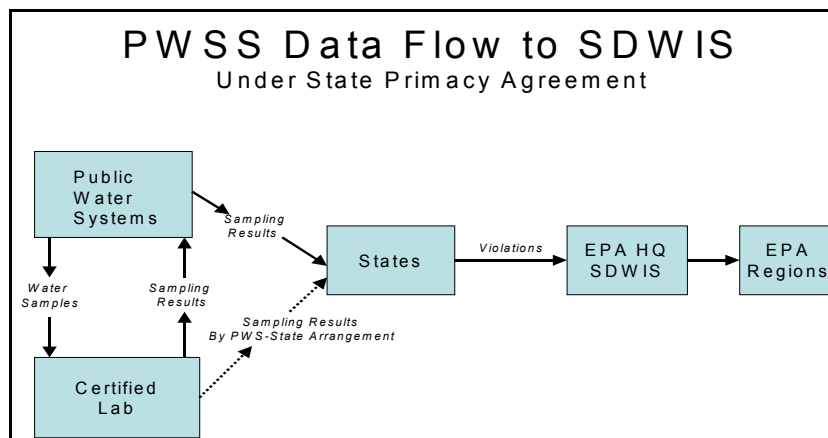 PWSS Data Flow to SDWIS
Under State Primacy Agreement
Public
Water
Systems
Sampling
Results
States
Violations
EPA HQ
SDWIS
EPA
Regions
Water
Samples
Sampling
Results
Sampling Results
By PWS-State Arrangement
Certified
Lab